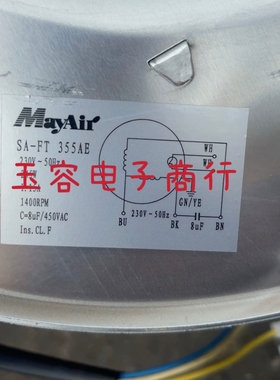 MayAir
SA-FT 355AE
230V～50Hz
1400RPM
C=8uF/450VAC
Ins. CL. F
WH
GN/YE
BU
230V～50Hz
BK
8uF
BN
玉容电子商行